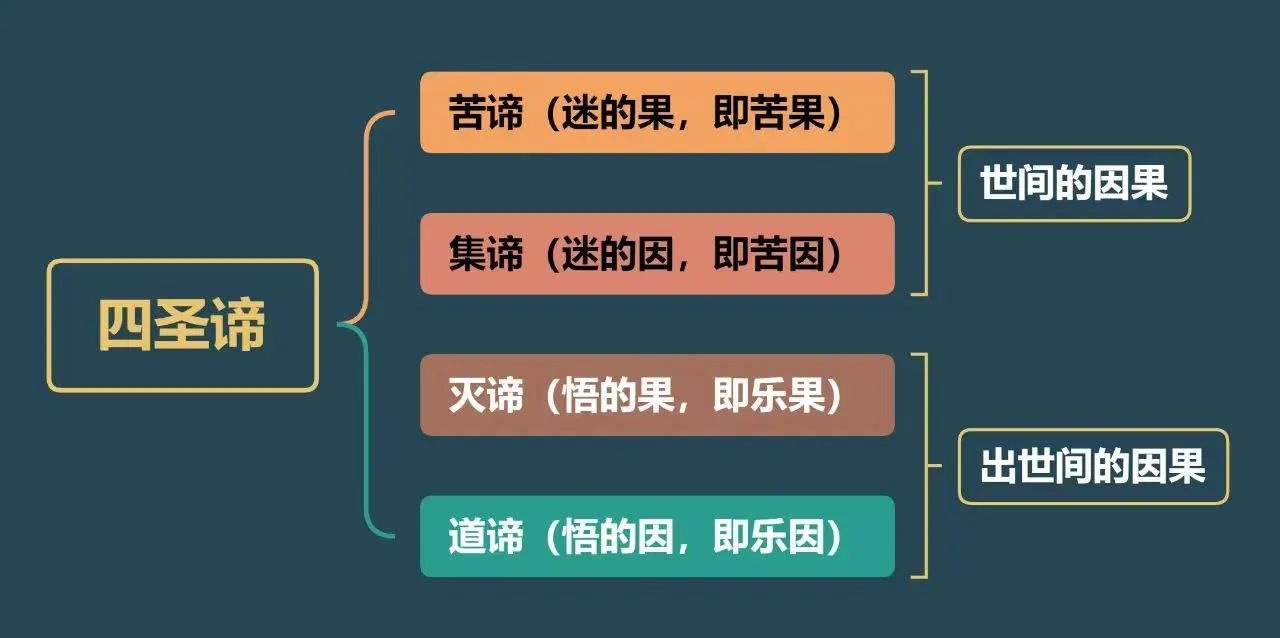 四圣谛
苦谛（迷的果，即苦果）
集谛（迷的因，即苦因）
世间的因果
灭谛（悟的果，即乐果）
道谛（悟的因，即乐因）
出世间的因果